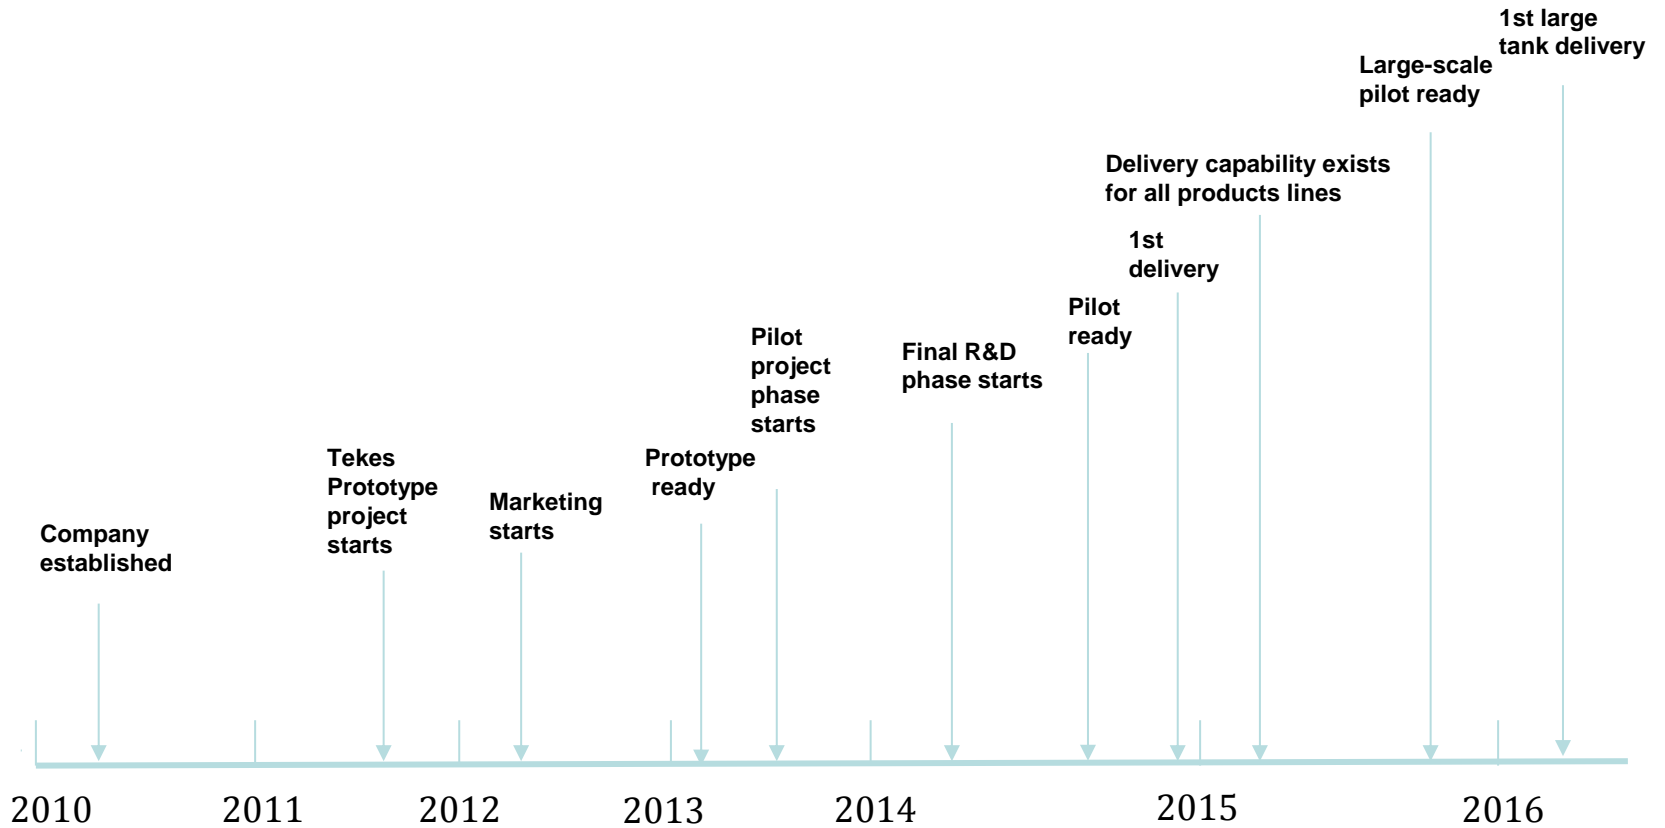 Company
established
Tekes
Prototype
project
starts
Marketing
starts
Prototype
ready
Pilot
project
phase
starts
Final R&D
phase starts
Pilot
ready
1st
delivery
Delivery capability exists
for all products lines
Large-scale
pilot ready
1st large
tank delivery
2010
2011
2012
2013
2014
2015
2016